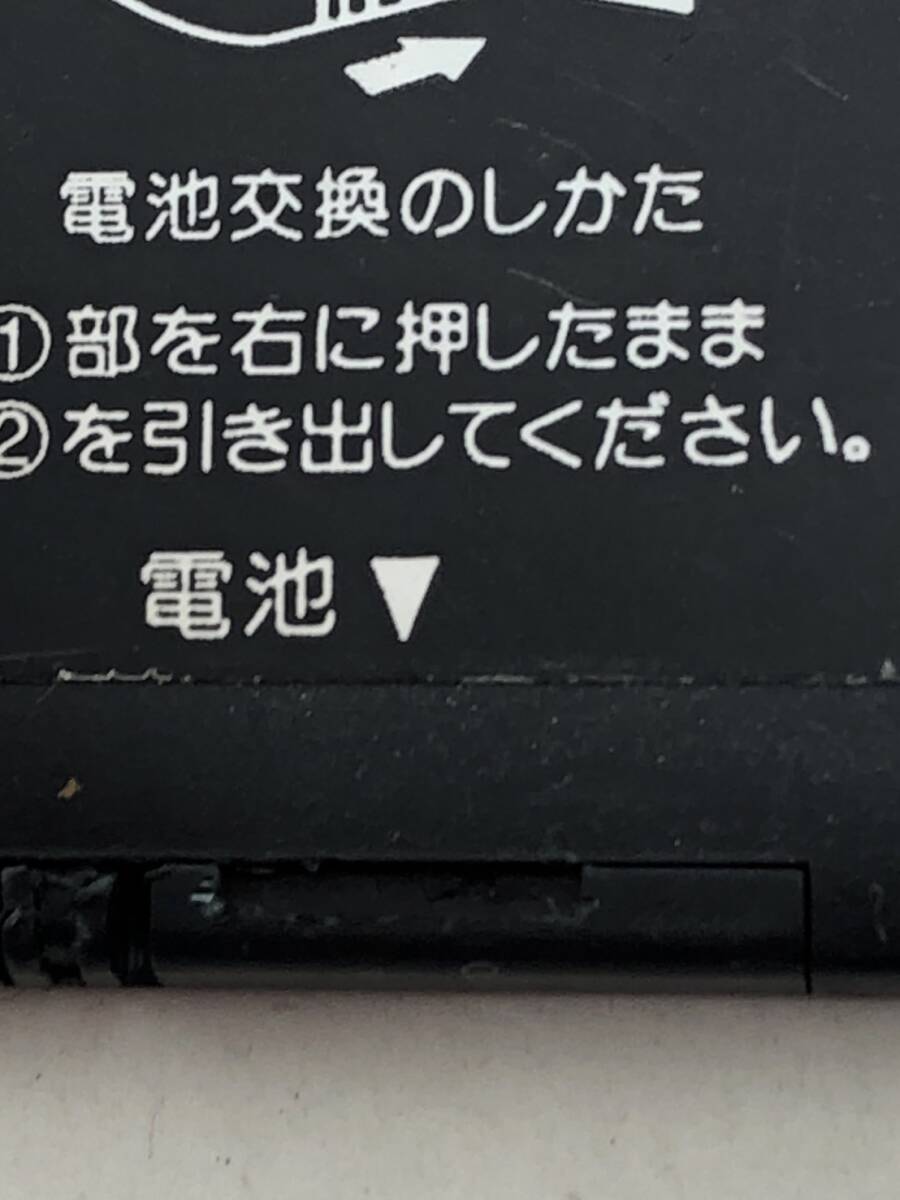 電池交換のしかた
①部を右に押したまま
②を引き出してください。
電池▼